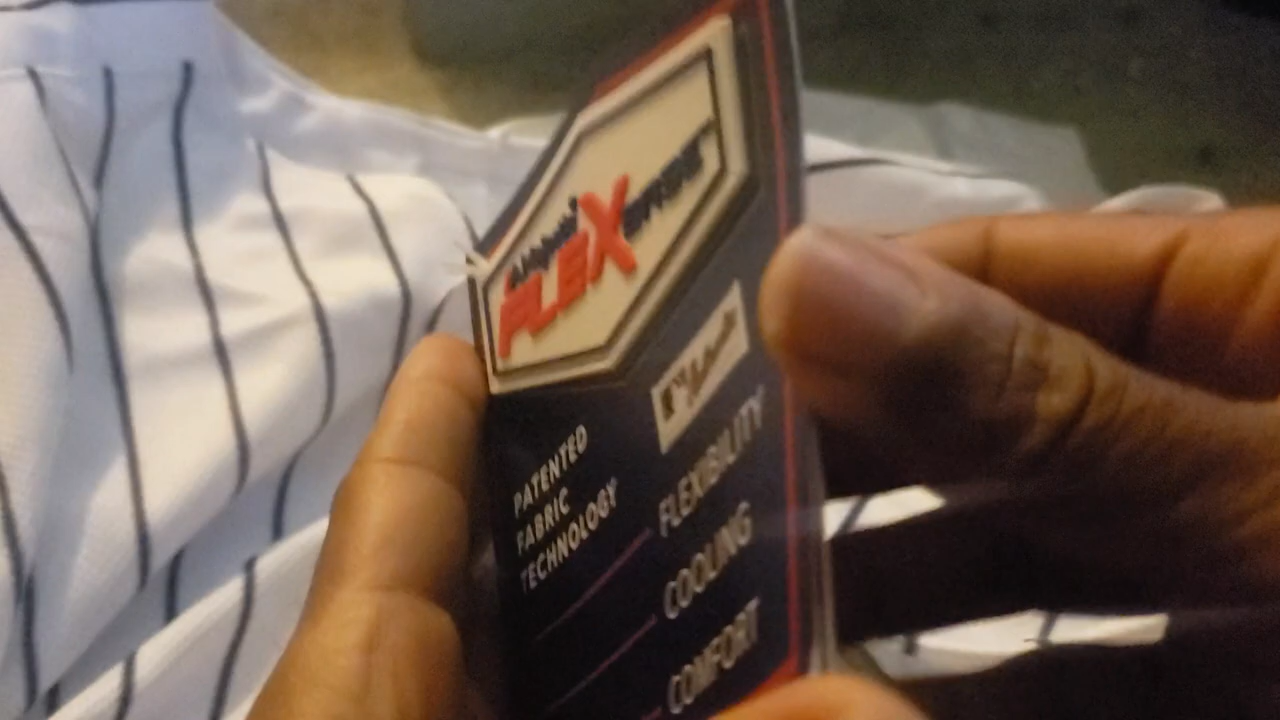 FLEX
PATENTED
FABRIC
TECHNOLOGY
FLEXIBILITY
COOLING
COMFORT